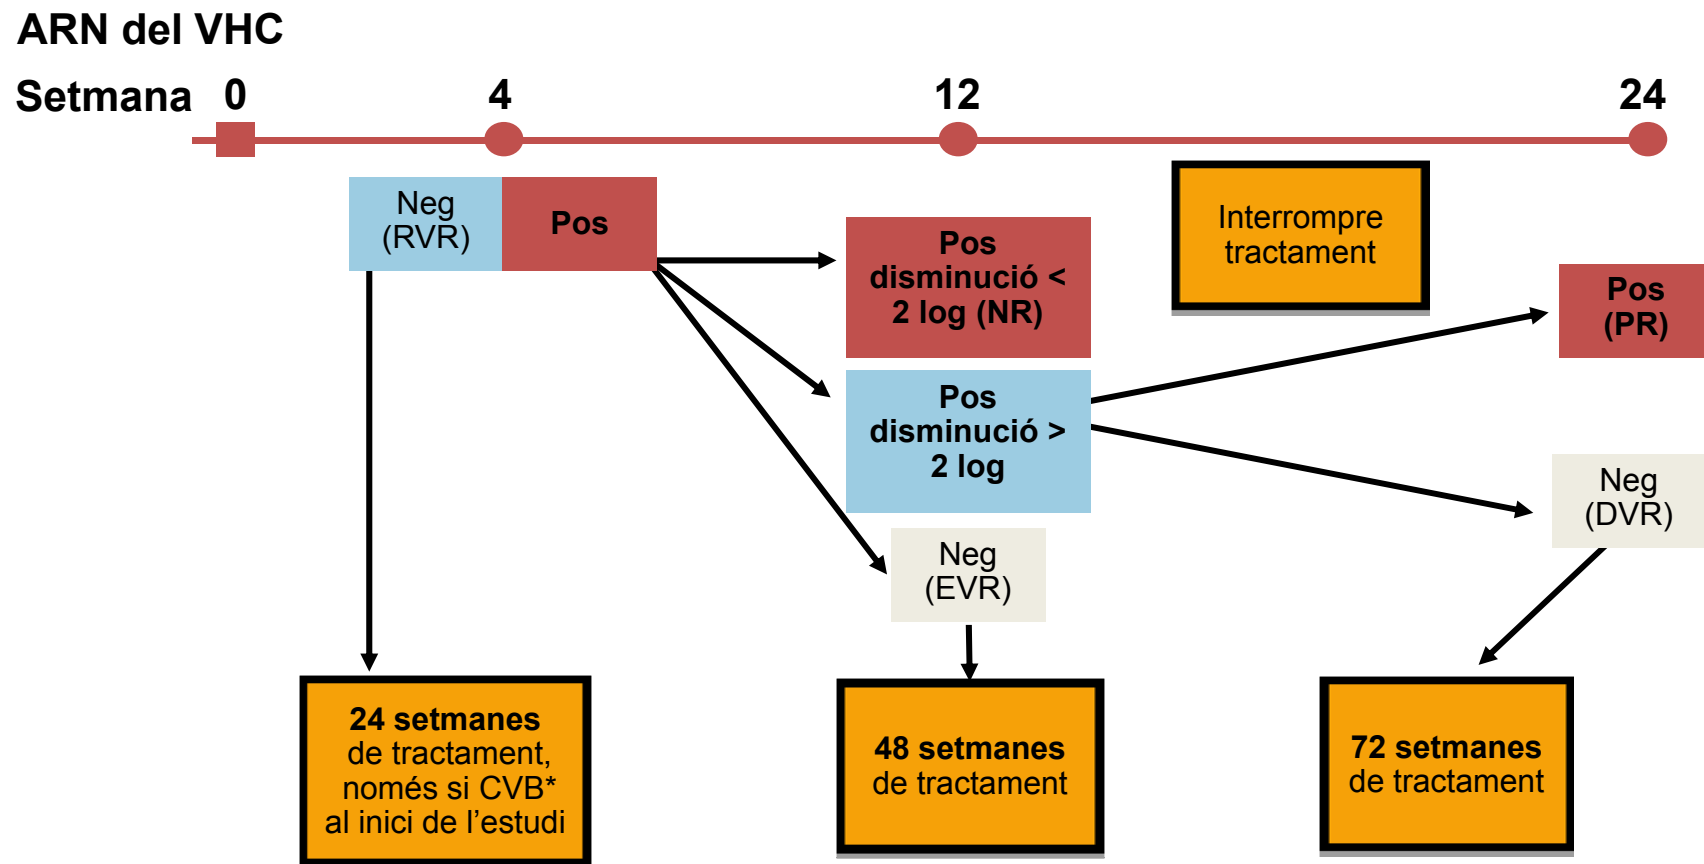 ARN del VHC
Setmana 0 4 12 24
Neg
(RVR)
Pos
Pos
disminució <
2 log (NR)
Interrompre
tractament
Pos
(PR)
Pos
disminució >
2 log
Neg
(DVR)
Neg
(EVR)
24 setmanes
de tractament,
només si CVB*
al inici de l’estudi
48 setmanes
de tractament
72 setmanes
de tractament